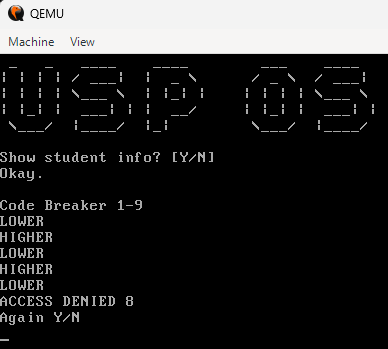 QEMU
Machine View
USP OS
Show student info? [Y/N]
Okay.
Code Breaker 1-9
LOWER
HIGHER
LOWER
HIGHER
LOWER
ACCESS DENIED 8
Again Y/N